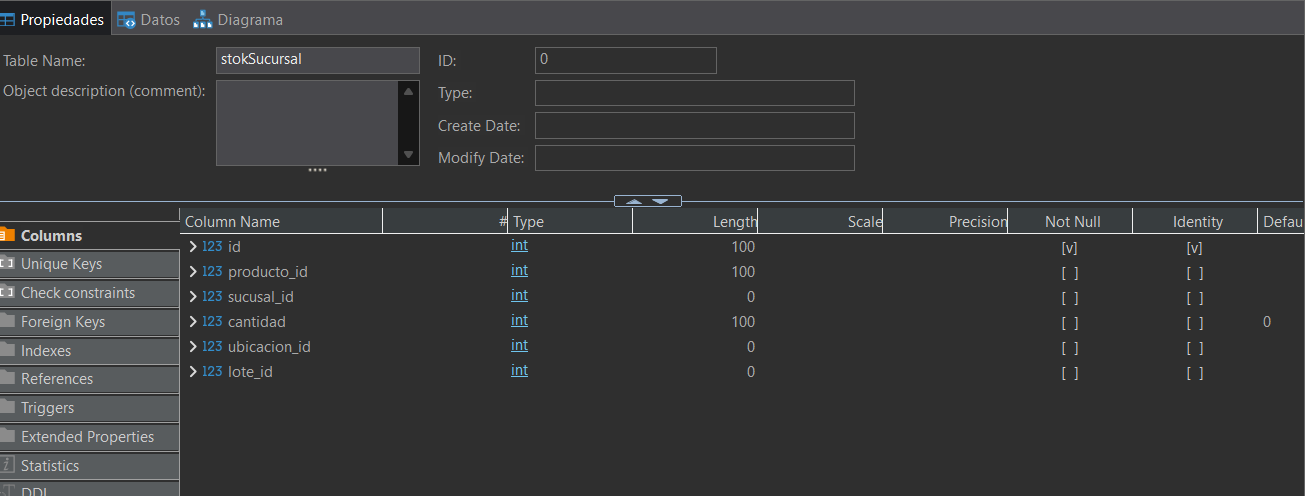 Propiedades Datos Diagrama
Table Name: stokSucursal ID: 0
Object description (comment): Type:
Create Date:
Modify Date:
Column Name # Type Length Scale Precision Not Null Identity Defau
Columns
Unique Keys
Check constraints
Foreign Keys
Indexes
References
Triggers
Extended Properties
Statistics
DDL
123 id int 100 [v] [v]
123 producto_id int 100 [ ] [ ]
123 sucusal_id int 0 [ ] [ ]
123 cantidad int 100 [ ] [ ] 0
123 ubicacion_id int 0 [ ] [ ]
123 lote_id int 0 [ ] [ ]